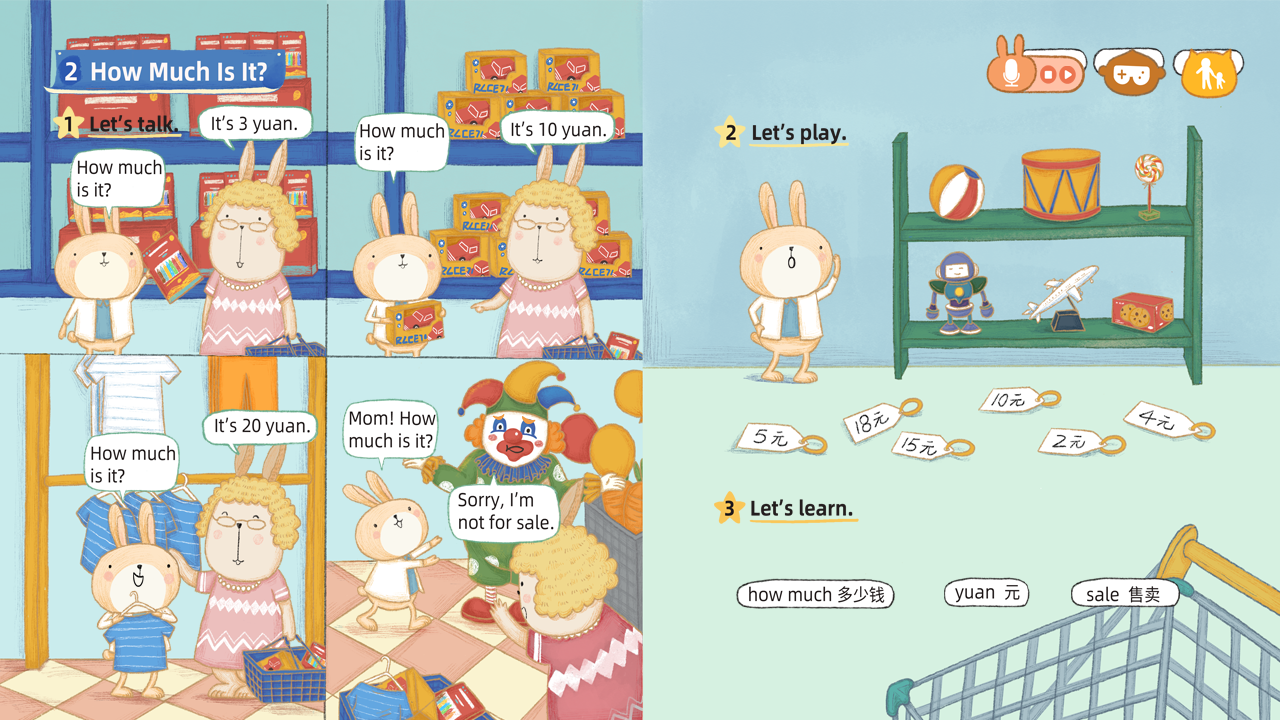 2 How Much Is It?
1 Let's talk.
It's 3 yuan.
How much
is it?
How much
is it?
It's 10 yuan.
How much
is it?
It's 20 yuan.
Mom! How
much is it?
Sorry, I'm
not for sale.
2 Let's play.
5元
18元
15元
10元
2元
4元
3 Let's learn.
how much 多少钱
yuan 元
sale 售卖